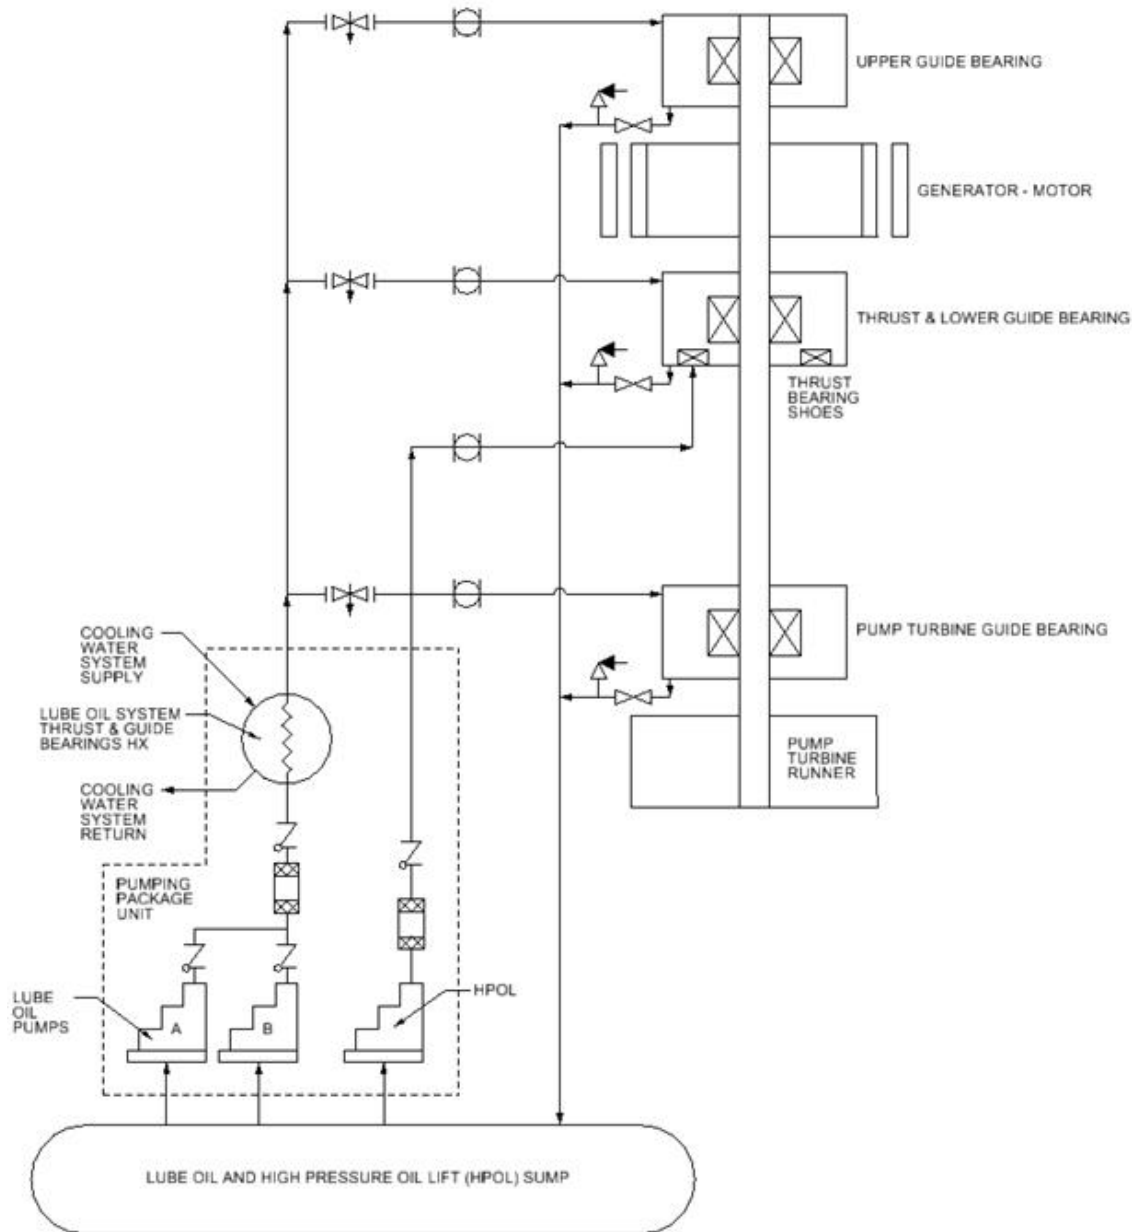 UPPER GUIDE BEARING
GENERATOR - MOTOR
THRUST & LOWER GUIDE BEARING
THRUST
BEARING
SHOES
COOLING
WATER
SYSTEM
SUPPLY
PUMP TURBINE GUIDE BEARING
LUBE OIL SYSTEM
THRUST & GUIDE
BEARINGS HX
PUMP
TURBINE
RUNNER
COOLING
WATER
SYSTEM
RETURN
PUMPING
PACKAGE
UNIT
HPOL
LUBE
OIL
PUMPS
A
B
LUBE OIL AND HIGH PRESSURE OIL LIFT (HPOL) SUMP